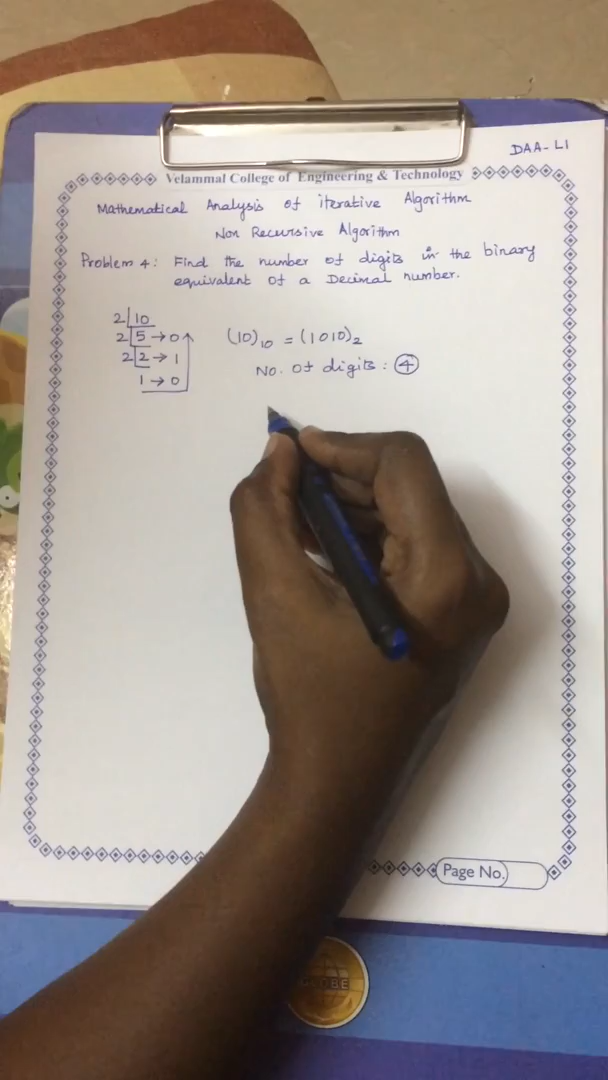 DAA-L1
Velammal College of Engineering & Technology
Mathematical Analysis of iterative Algorithm
Non Recursive Algorithm
Problem 4: Find the number of digits in the binary
equivalent of a Decimal number.
2 10
2 5 → 0
2 2 → 1
1 → 0
(10)₁₀ = (1010)₂
No. of digits: 4
Page No.
GLOBE